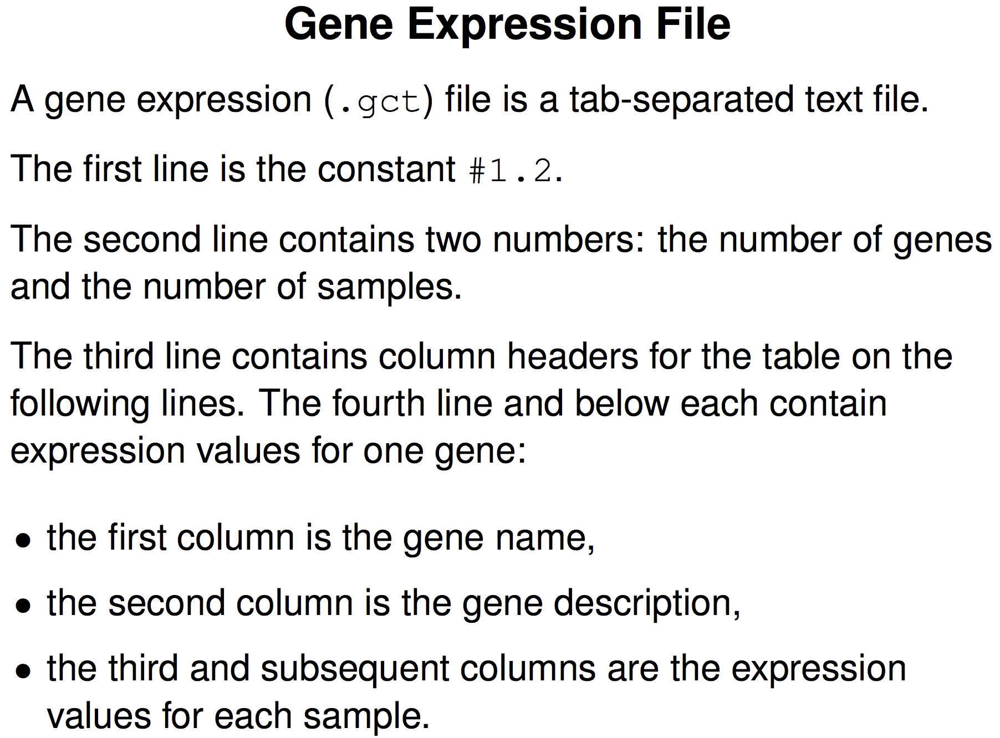 Gene Expression File
A gene expression (.gct) file is a tab-separated text file.
The first line is the constant #1.2.
The second line contains two numbers: the number of genes
and the number of samples.
The third line contains column headers for the table on the
following lines. The fourth line and below each contain
expression values for one gene:
• the first column is the gene name,
• the second column is the gene description,
• the third and subsequent columns are the expression
values for each sample.